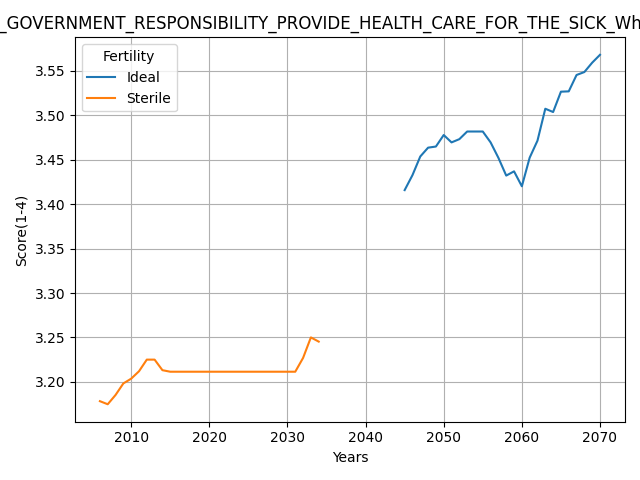 _GOVERNMENT_RESPONSIBILITY_PROVIDE_HEALTH_CARE_FOR_THE_SICK_Wh
Fertility
Ideal
Sterile
Score(1-4)
3.55
3.50
3.45
3.40
3.35
3.30
3.25
3.20
2010 2020 2030 2040 2050 2060 2070
Years